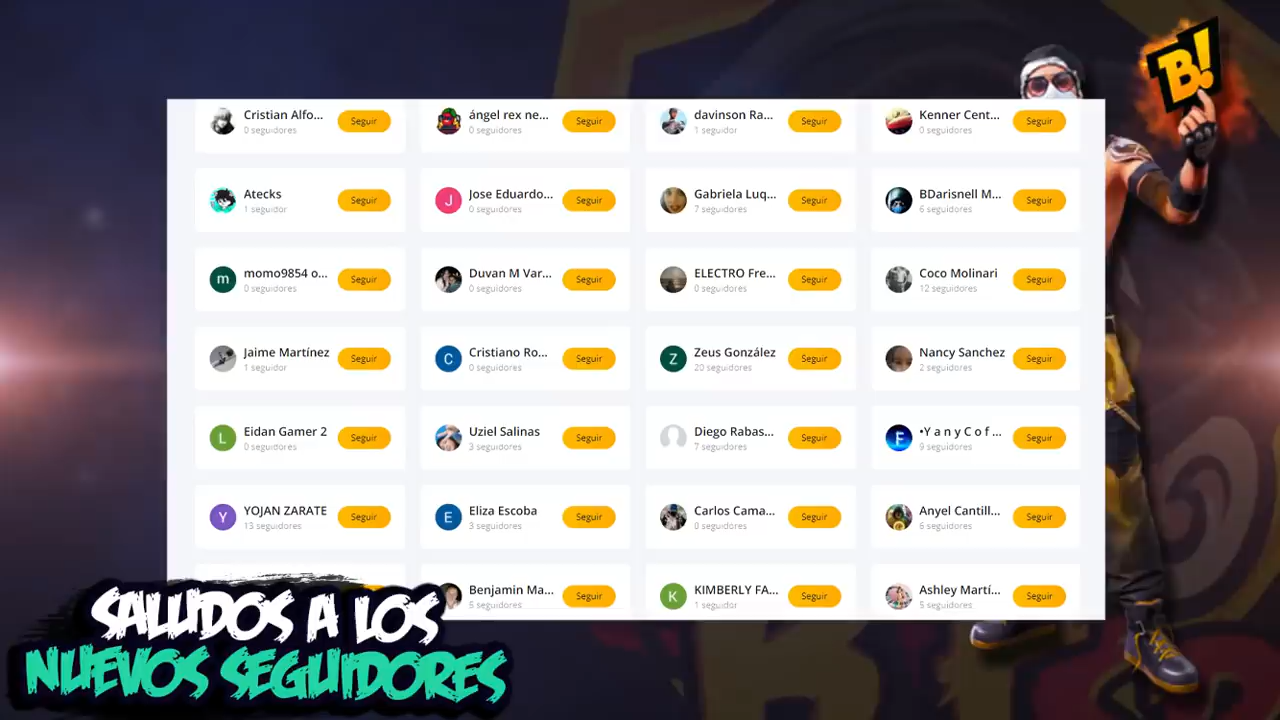 B!
Cristian Alfo...
0 seguidores
Seguir
ángel rex ne...
0 seguidores
Seguir
davinson Ra...
1 seguidor
Seguir
Kenner Cent...
0 seguidores
Seguir
Atecks
1 seguidor
Seguir
J
Jose Eduardo...
0 seguidores
Seguir
Gabriela Luq...
7 seguidores
Seguir
BDarisnell M...
6 seguidores
Seguir
m
momo9854 o...
0 seguidores
Seguir
Duvan M Var...
0 seguidores
Seguir
ELECTRO Fre...
0 seguidores
Seguir
Coco Molinari
12 seguidores
Seguir
Jaime Martínez
1 seguidor
Seguir
C
Cristiano Ro...
0 seguidores
Seguir
Z
Zeus González
20 seguidores
Seguir
Nancy Sanchez
2 seguidores
Seguir
L
Eidan Gamer 2
0 seguidores
Seguir
Uziel Salinas
3 seguidores
Seguir
Diego Rabas...
7 seguidores
Seguir
F
•Y a n y C o f ...
9 seguidores
Seguir
Y
YOJAN ZARATE
13 seguidores
Seguir
E
Eliza Escoba
3 seguidores
Seguir
Carlos Cama...
0 seguidores
Seguir
Anyel Cantill...
6 seguidores
Seguir
Benjamin Ma...
5 seguidores
Seguir
K
KIMBERLY FA...
1 seguidor
Seguir
Ashley Martí...
5 seguidores
Seguir
SALUDOS A LOS
NUEVOS SEGUIDORES